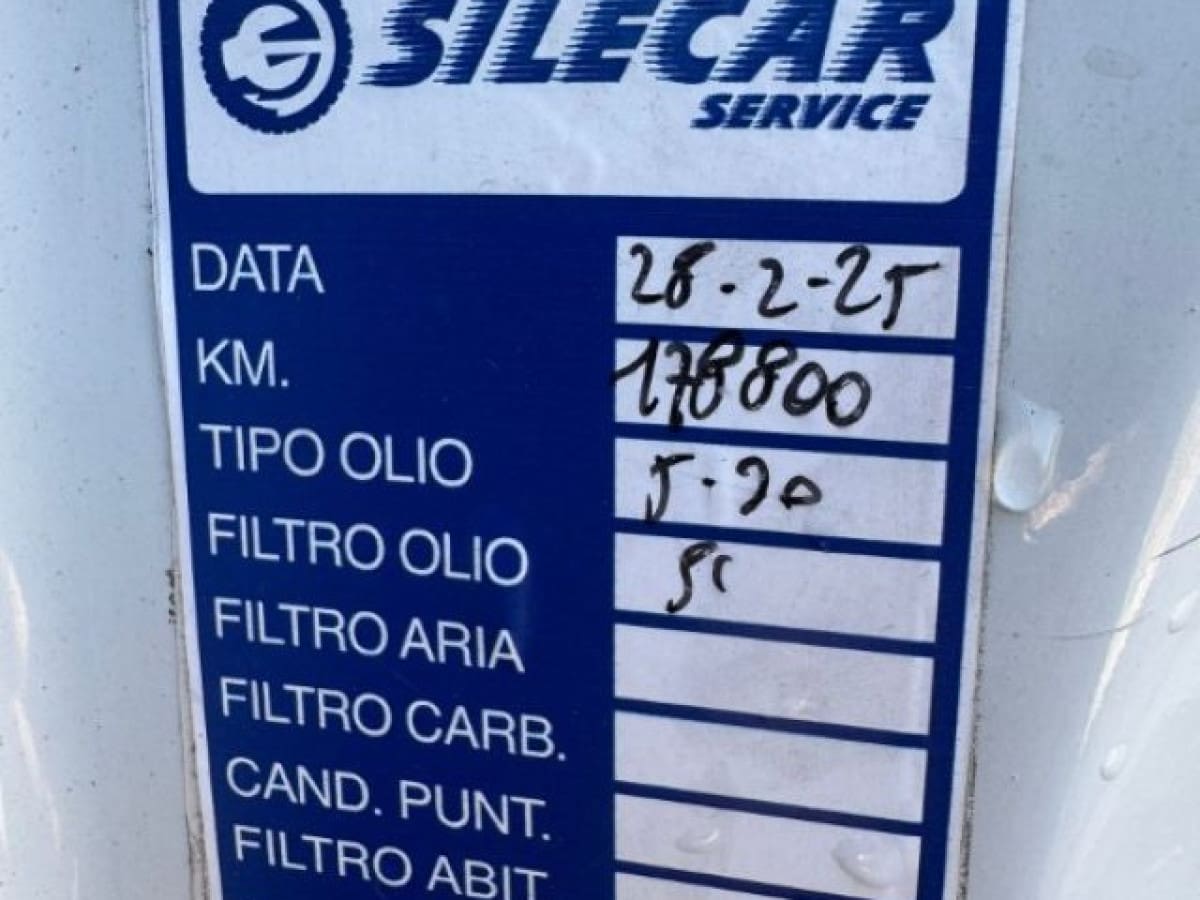 SILECAR
SERVICE
DATA 28-2-25
KM. 178800
TIPO OLIO 5-30
FILTRO OLIO SI
FILTRO ARIA
FILTRO CARB.
CAND. PUNT.
FILTRO ABIT